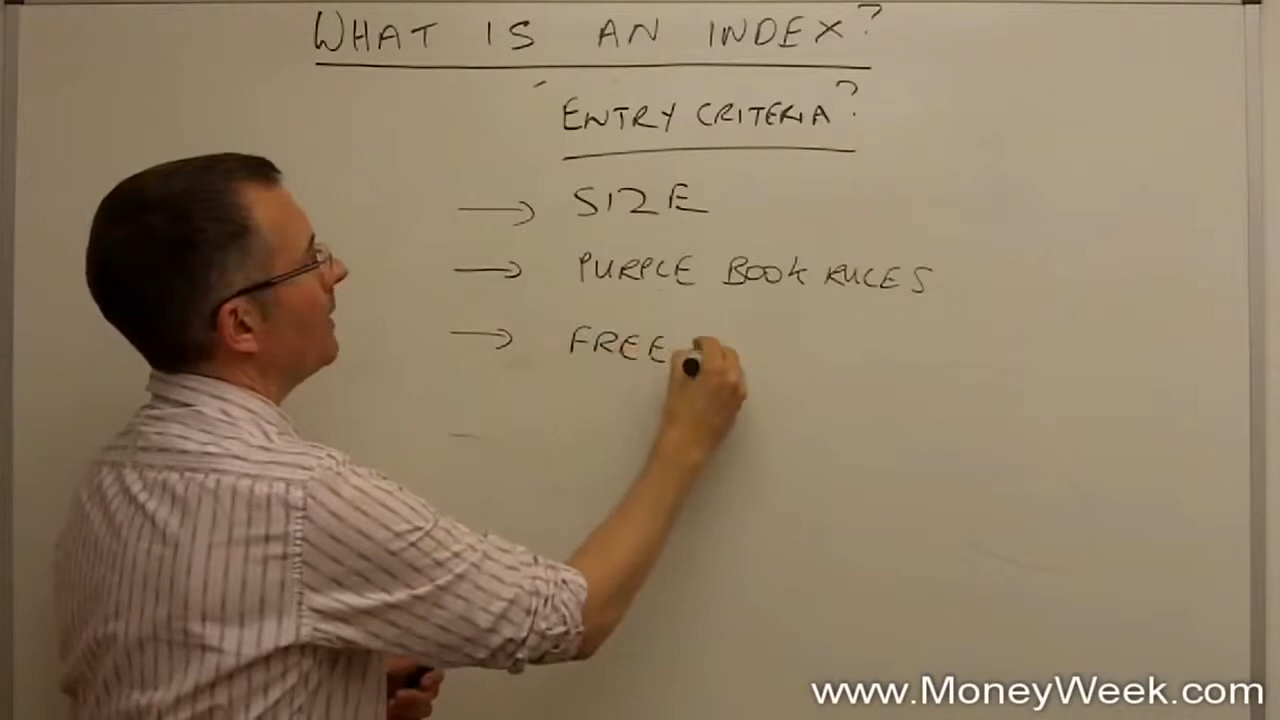 WHAT IS AN INDEX?
ENTRY CRITERIA?
→ SIZE
→ PURPLE BOOK RULES
→ FREE
www.MoneyWeek.com